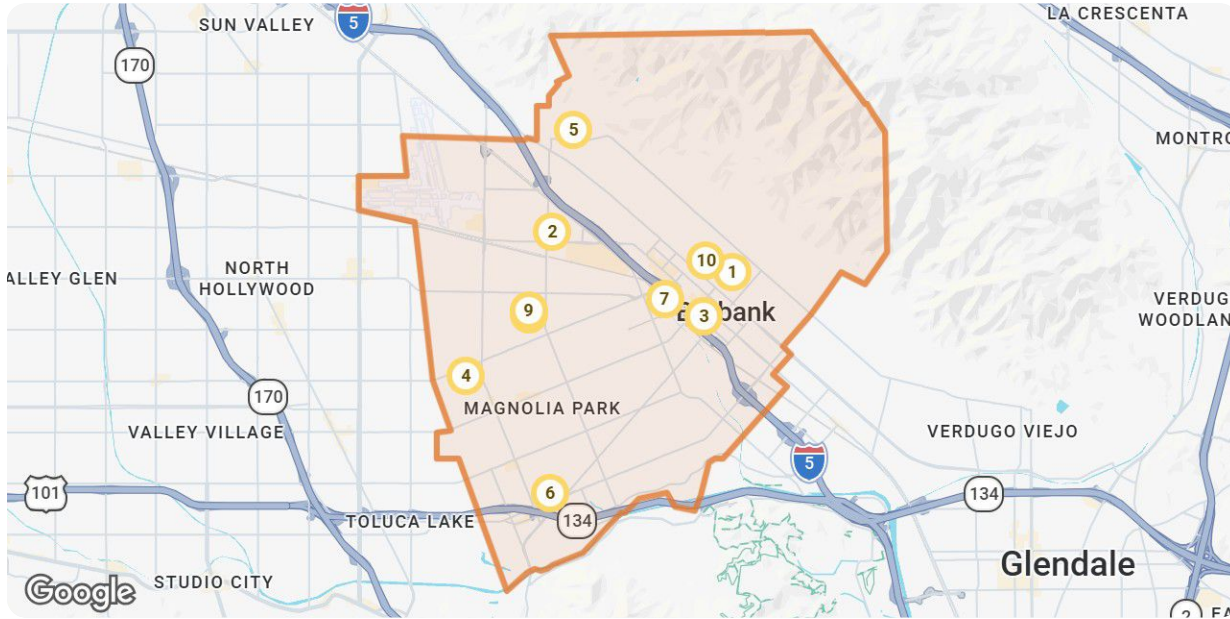 SUN VALLEY
5
LA CRESCENTA
170
5
MONTR
2
ALLEY GLEN
NORTH
HOLLYWOOD
10
1
7
3
9
VERDUG
WOODLAN
4
170
MAGNOLIA PARK
VALLEY VILLAGE
VERDUGO VIEJO
5
101
6
134
134
TOLUCA LAKE
Glendale
STUDIO CITY
Google
2